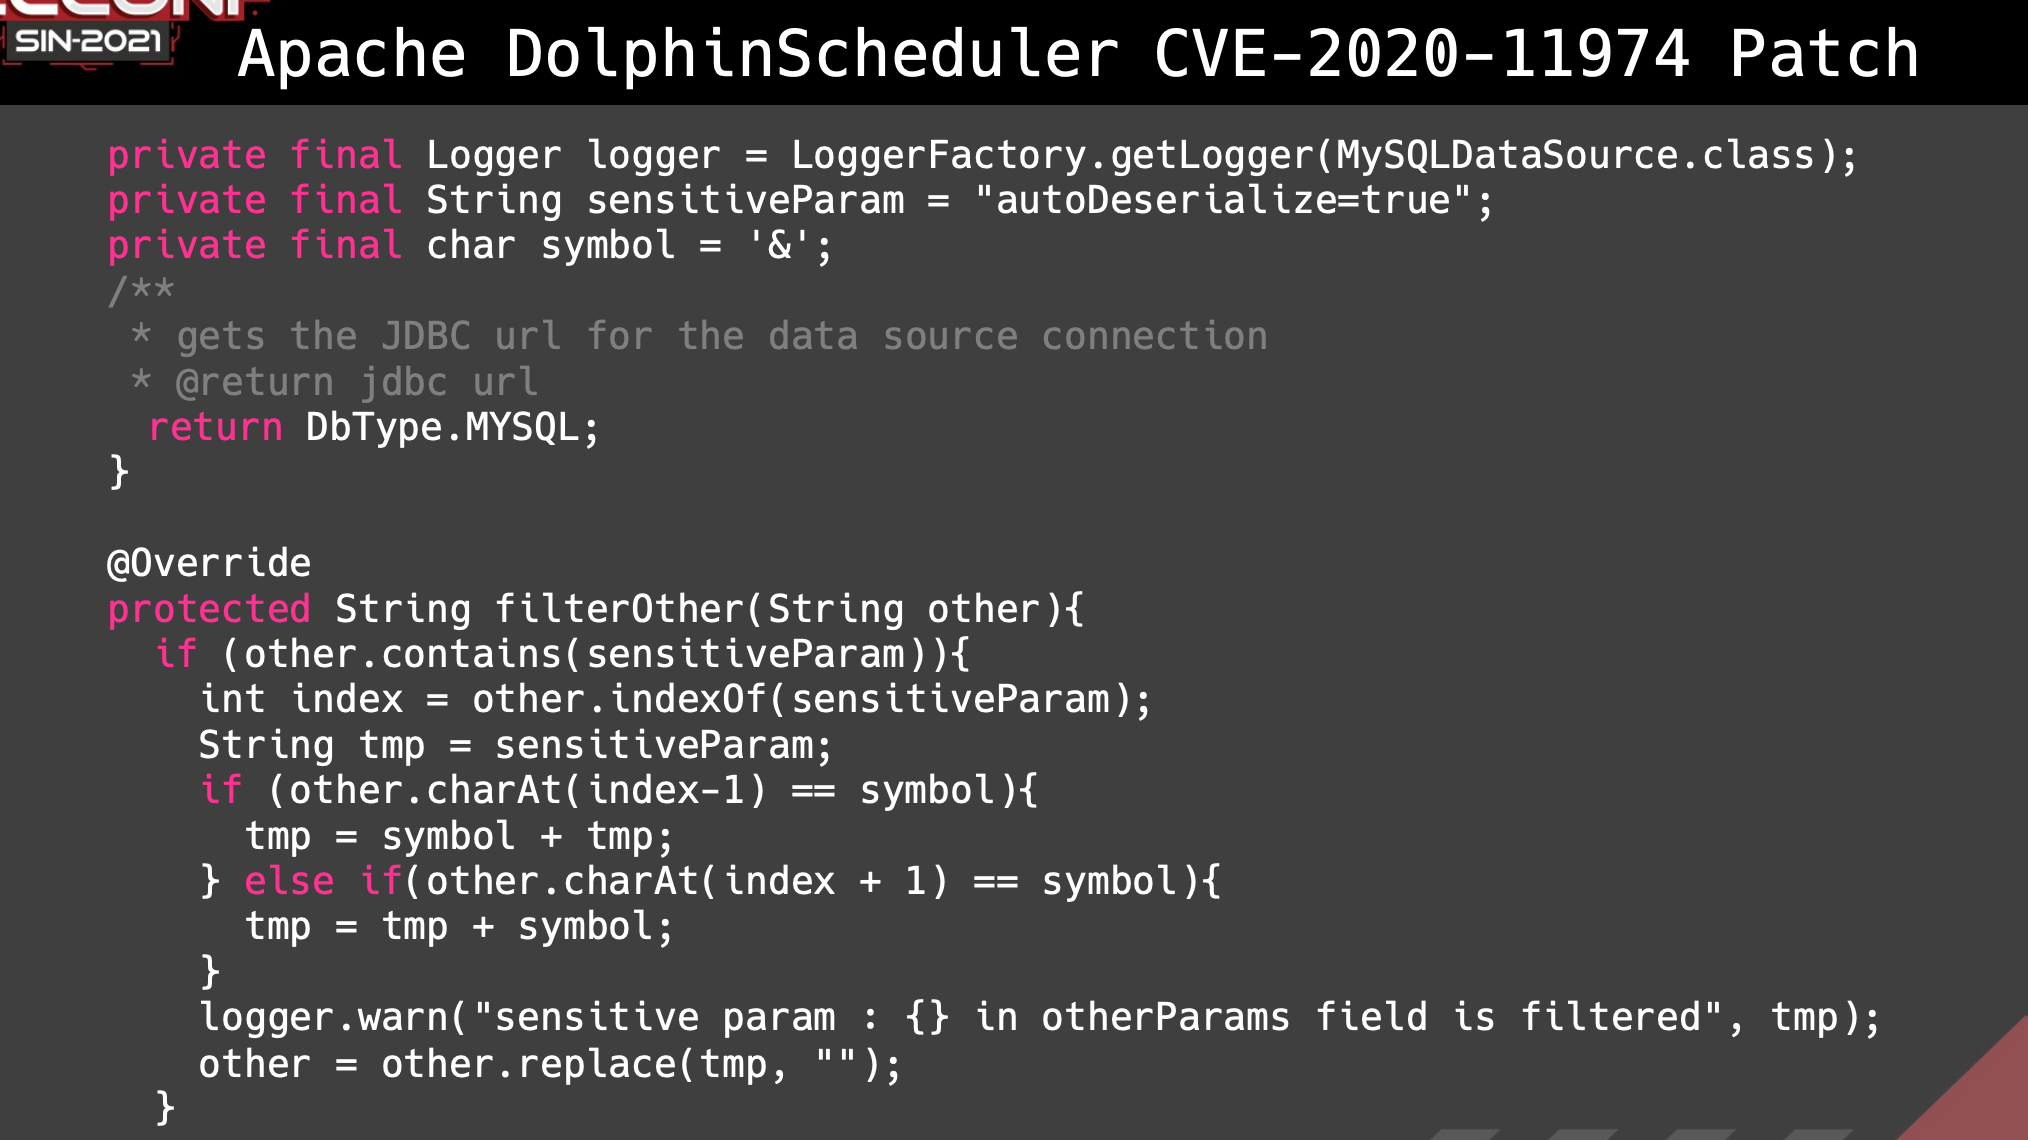 SIN-2021
Apache DolphinScheduler CVE-2020-11974 Patch
private final Logger logger = LoggerFactory.getLogger(MySQLDataSource.class);
private final String sensitiveParam = "autoDeserialize=true";
private final char symbol = '&';
/**
 * gets the JDBC url for the data source connection
 * @return jdbc url
return DbType.MYSQL;
}
@Override
protected String filterOther(String other){
if (other.contains(sensitiveParam)){
int index = other.indexOf(sensitiveParam);
String tmp = sensitiveParam;
if (other.charAt(index-1) == symbol){
tmp = symbol + tmp;
} else if(other.charAt(index + 1) == symbol){
tmp = tmp + symbol;
}
logger.warn("sensitive param : {} in otherParams field is filtered", tmp);
other = other.replace(tmp, "");
}